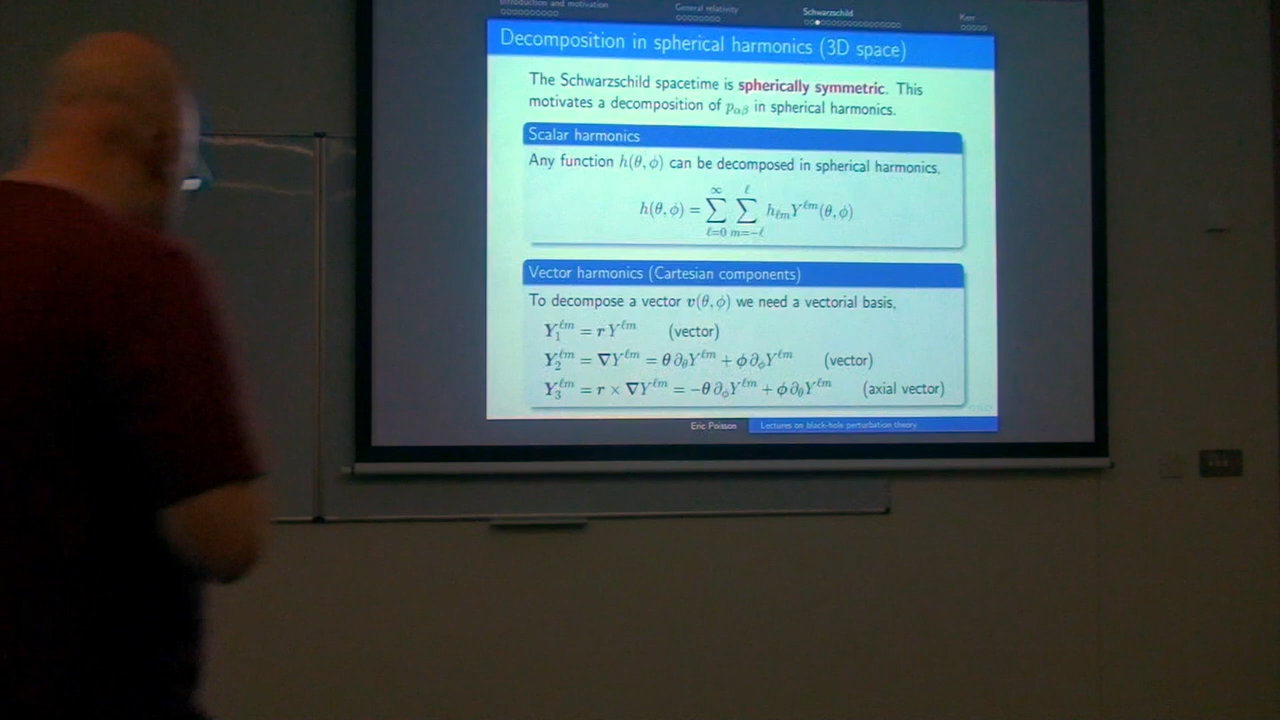 Introduction and motivation General relativity Schwarzschild Kerr
Decomposition in spherical harmonics (3D space)
The Schwarzschild spacetime is spherically symmetric. This
motivates a decomposition of pαβ in spherical harmonics.
Scalar harmonics
Any function h(θ, ϕ) can be decomposed in spherical harmonics,
h(θ, ϕ) = ∑_{ℓ=0}^{∞} ∑_{m=−ℓ}^{ℓ} h_{ℓm} Y^{ℓm}(θ, ϕ)
Vector harmonics (Cartesian components)
To decompose a vector v(θ, ϕ) we need a vectorial basis,
Y_1^{ℓm} = r Y^{ℓm} (vector)
Y_2^{ℓm} = ∇Y^{ℓm} = θ ∂_θ Y^{ℓm} + ϕ ∂_ϕ Y^{ℓm} (vector)
Y_3^{ℓm} = r × ∇Y^{ℓm} = −θ ∂_ϕ Y^{ℓm} + ϕ ∂_θ Y^{ℓm} (axial vector)
Eric Poisson Lectures on black-hole perturbation theory